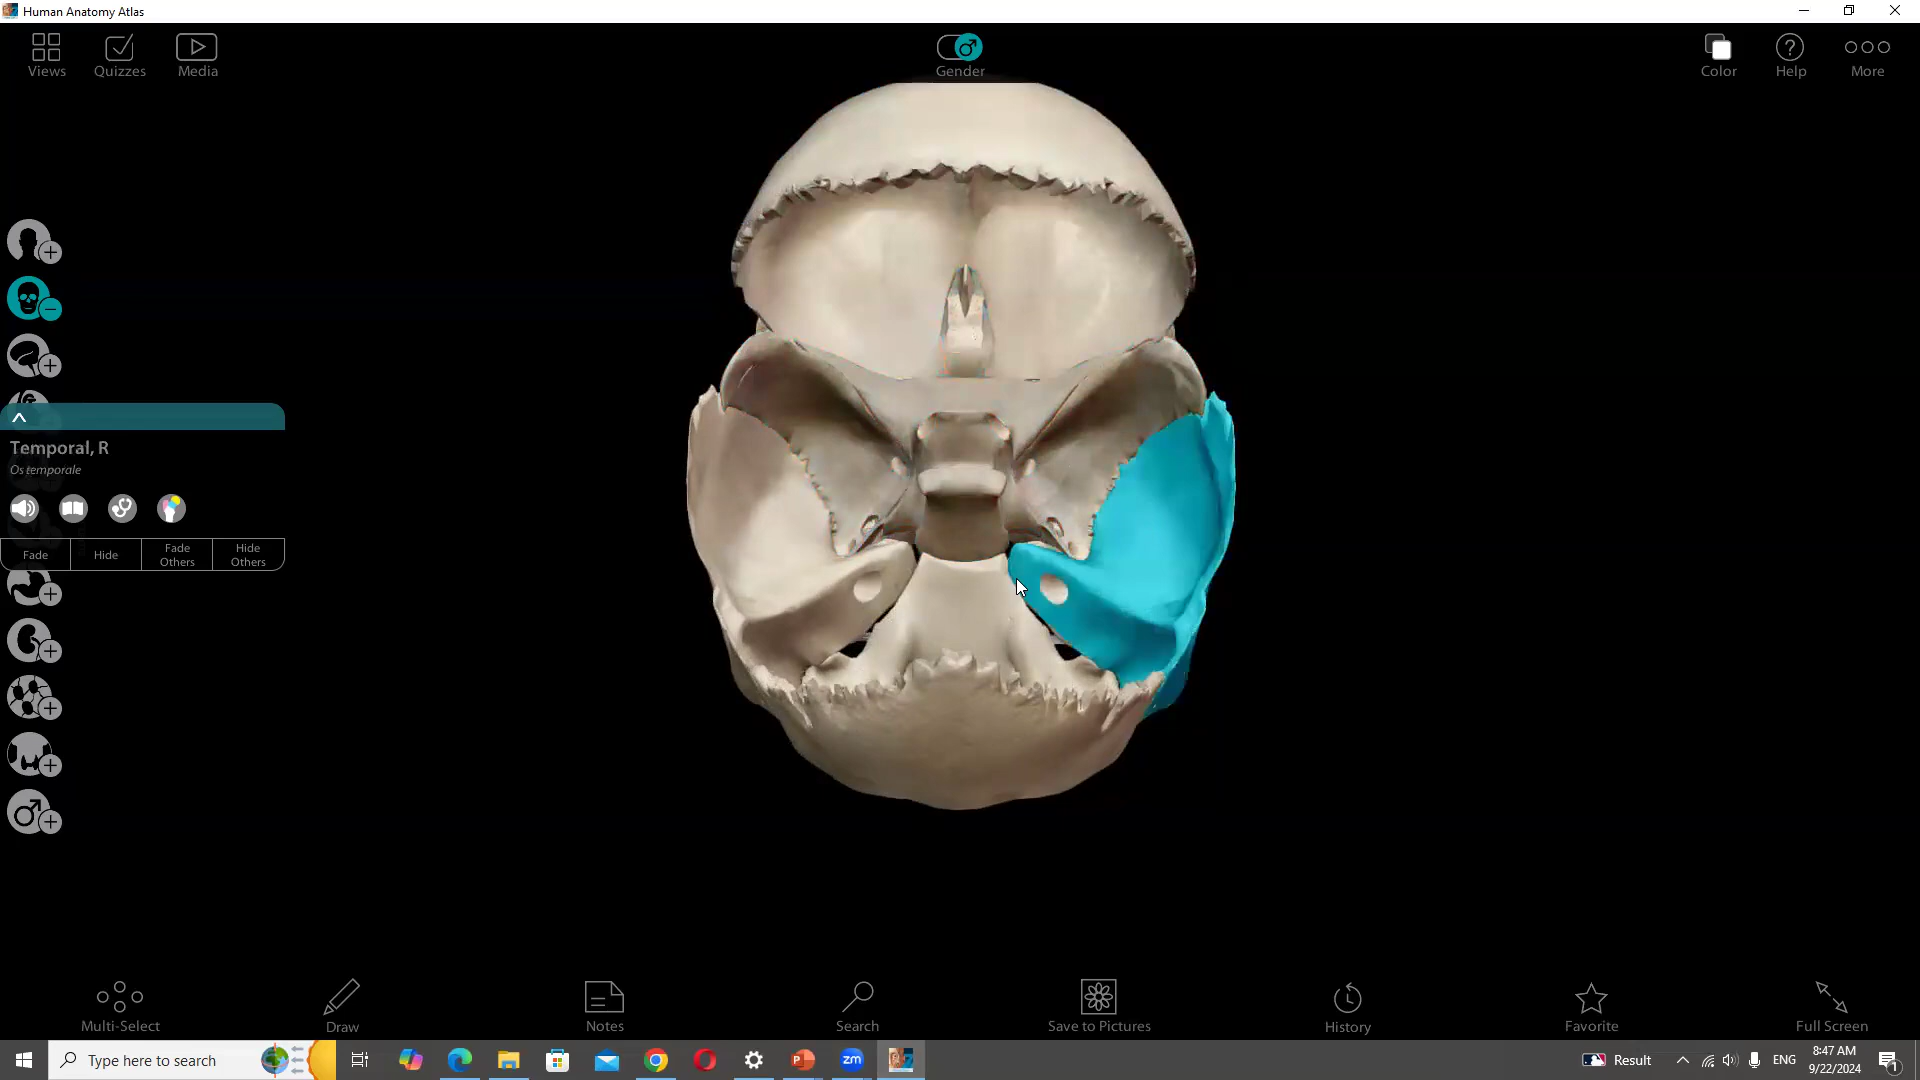 Human Anatomy Atlas
Views
Quizzes
Media
Gender
Color
Help
More
Temporal, R
Os temporale
Fade
Hide
Fade
Others
Hide
Others
Multi-Select
Draw
Notes
Search
Save to Pictures
History
Favorite
Full Screen
Type here to search
zm
Result
ENG
8:47 AM
9/22/2024
1